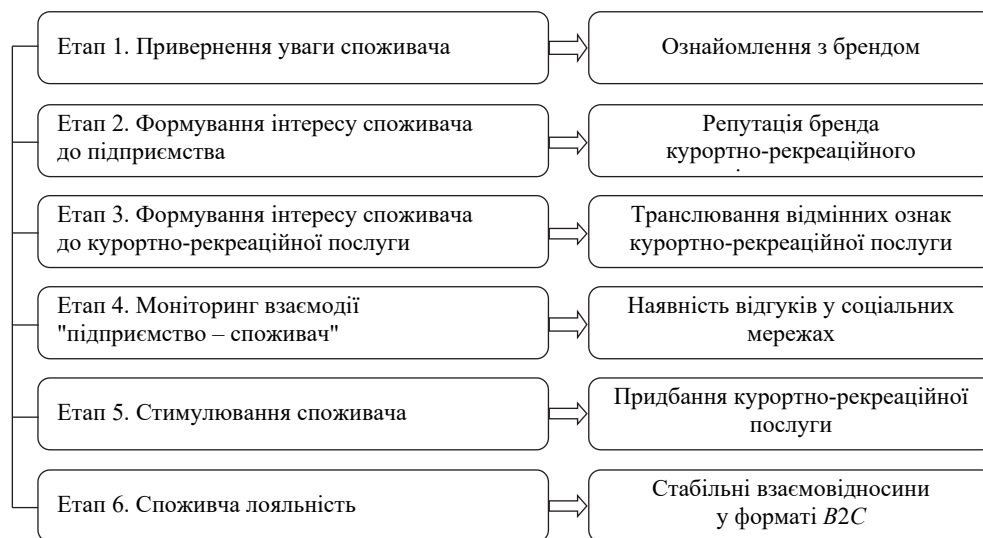 Етап 1. Привернення уваги споживача
Ознайомлення з брендом
Етап 2. Формування інтересу споживача
до підприємства
Репутація бренда
курортно-рекреаційного
Етап 3. Формування інтересу споживача
до курортно-рекреаційної послуги
Транслювання відмінних ознак
курортно-рекреаційної послуги
Етап 4. Моніторинг взаємодії
"підприємство – споживач"
Наявність відгуків у соціальних
мережах
Етап 5. Стимулювання споживача
Придбання курортно-рекреаційної
послуги
Етап 6. Споживча лояльність
Стабільні взаємовідносини
у форматі B2C